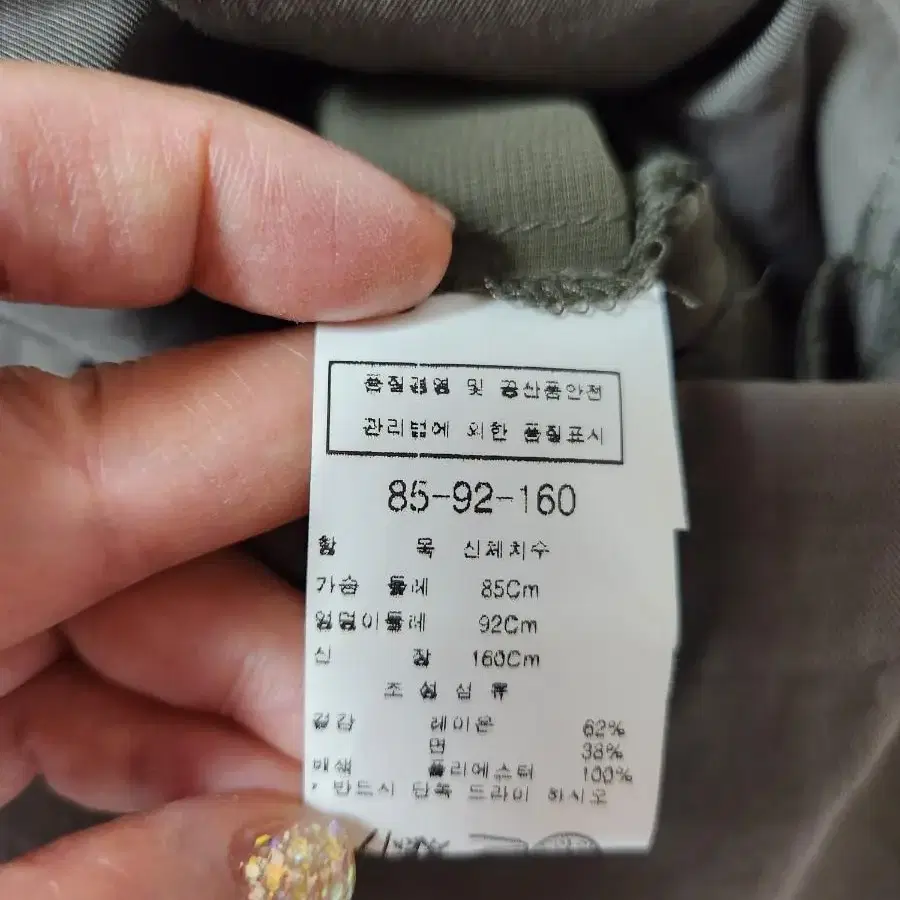 품질경영 및 공산품안전
관리법에 의한 품질표시
85-92-160
항 목 신체치수
가슴 둘레 85Cm
엉덩이둘레 92Cm
신 장 160Cm
조 성 섬 유
겉감 레이온 62%
면 38%
배색 폴리에스터 100%
* 반드시 단독 드라이 하시오